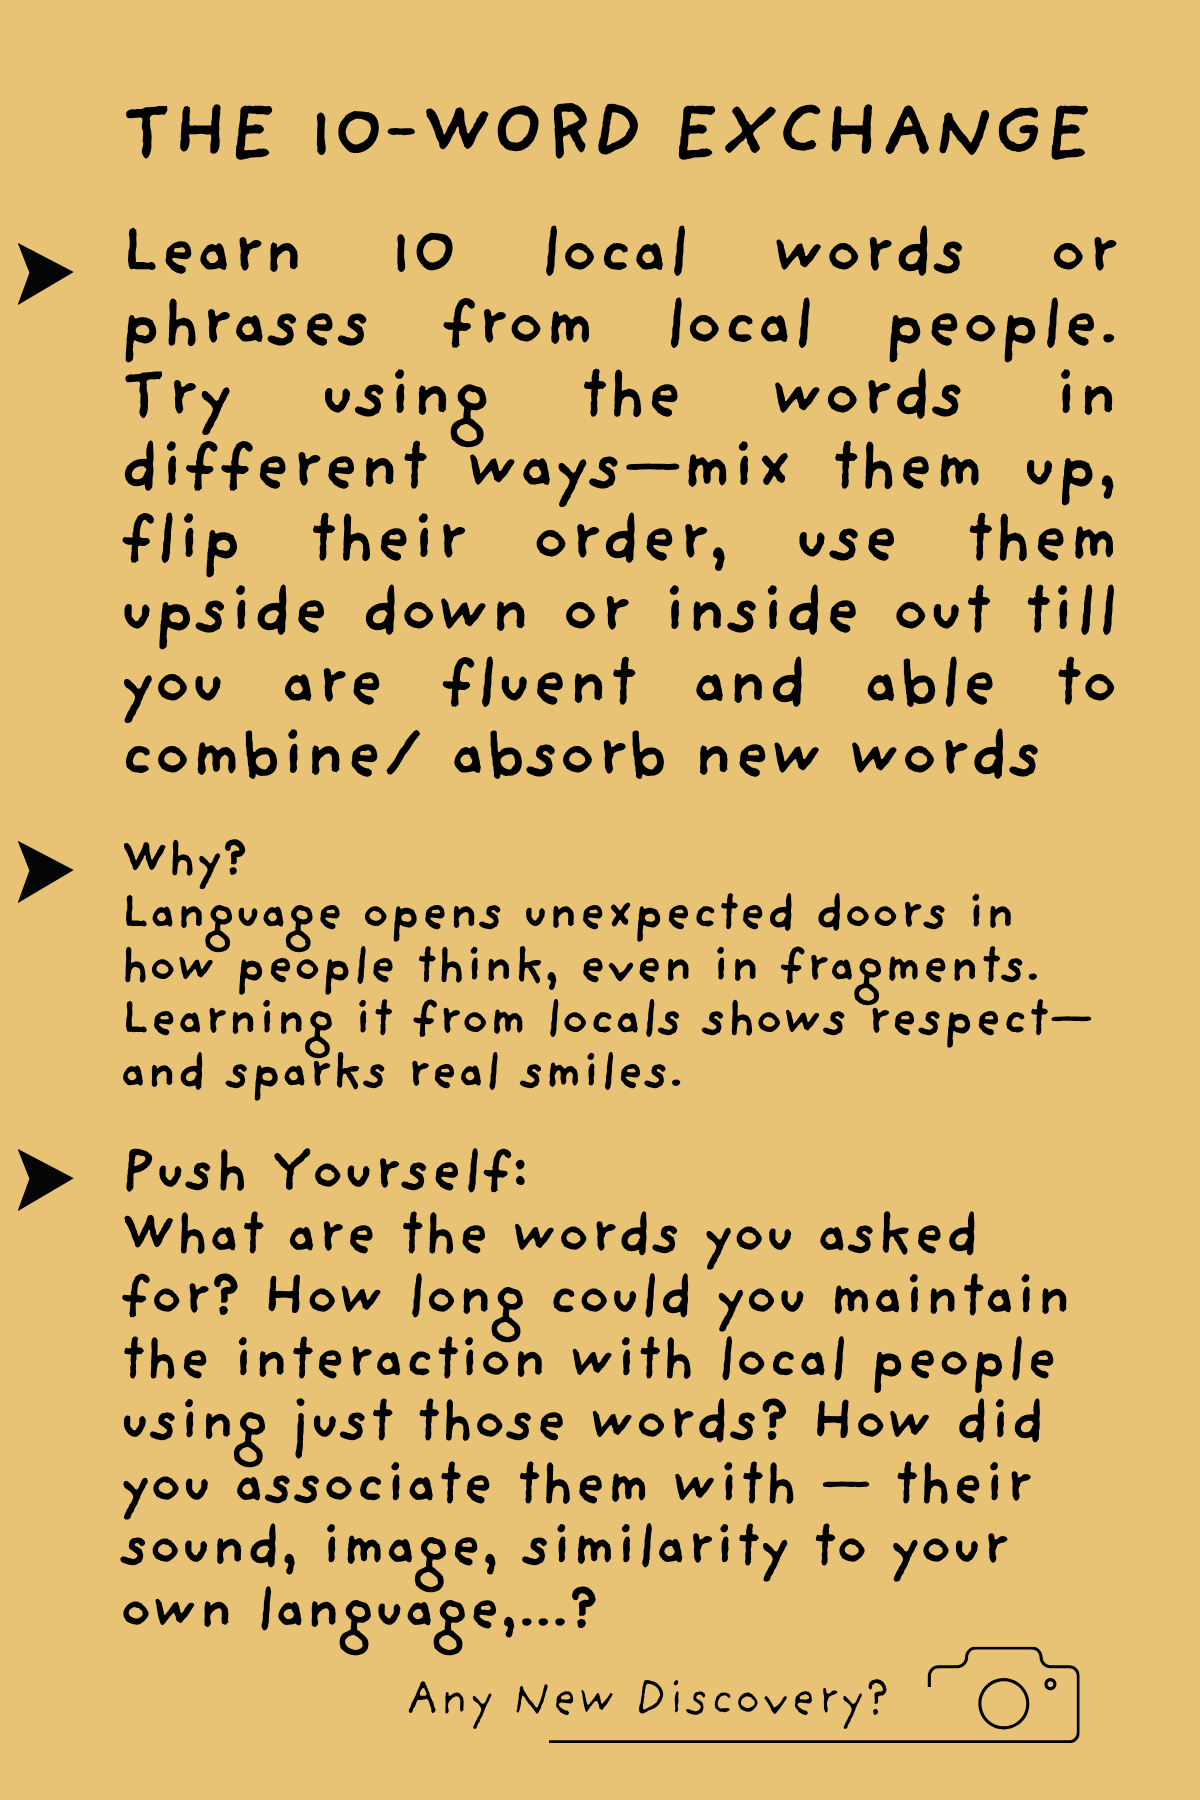 THE 10-WORD EXCHANGE
Learn 10 local words or
phrases from local people.
Try using the words in
different ways—mix them up,
flip their order, use them
upside down or inside out till
you are fluent and able to
combine/ absorb new words
Why?
Language opens unexpected doors in
how people think, even in fragments.
Learning it from locals shows respect—
and sparks real smiles.
Push Yourself:
What are the words you asked
for? How long could you maintain
the interaction with local people
using just those words? How did
you associate them with — their
sound, image, similarity to your
own language,...?
Any New Discovery?